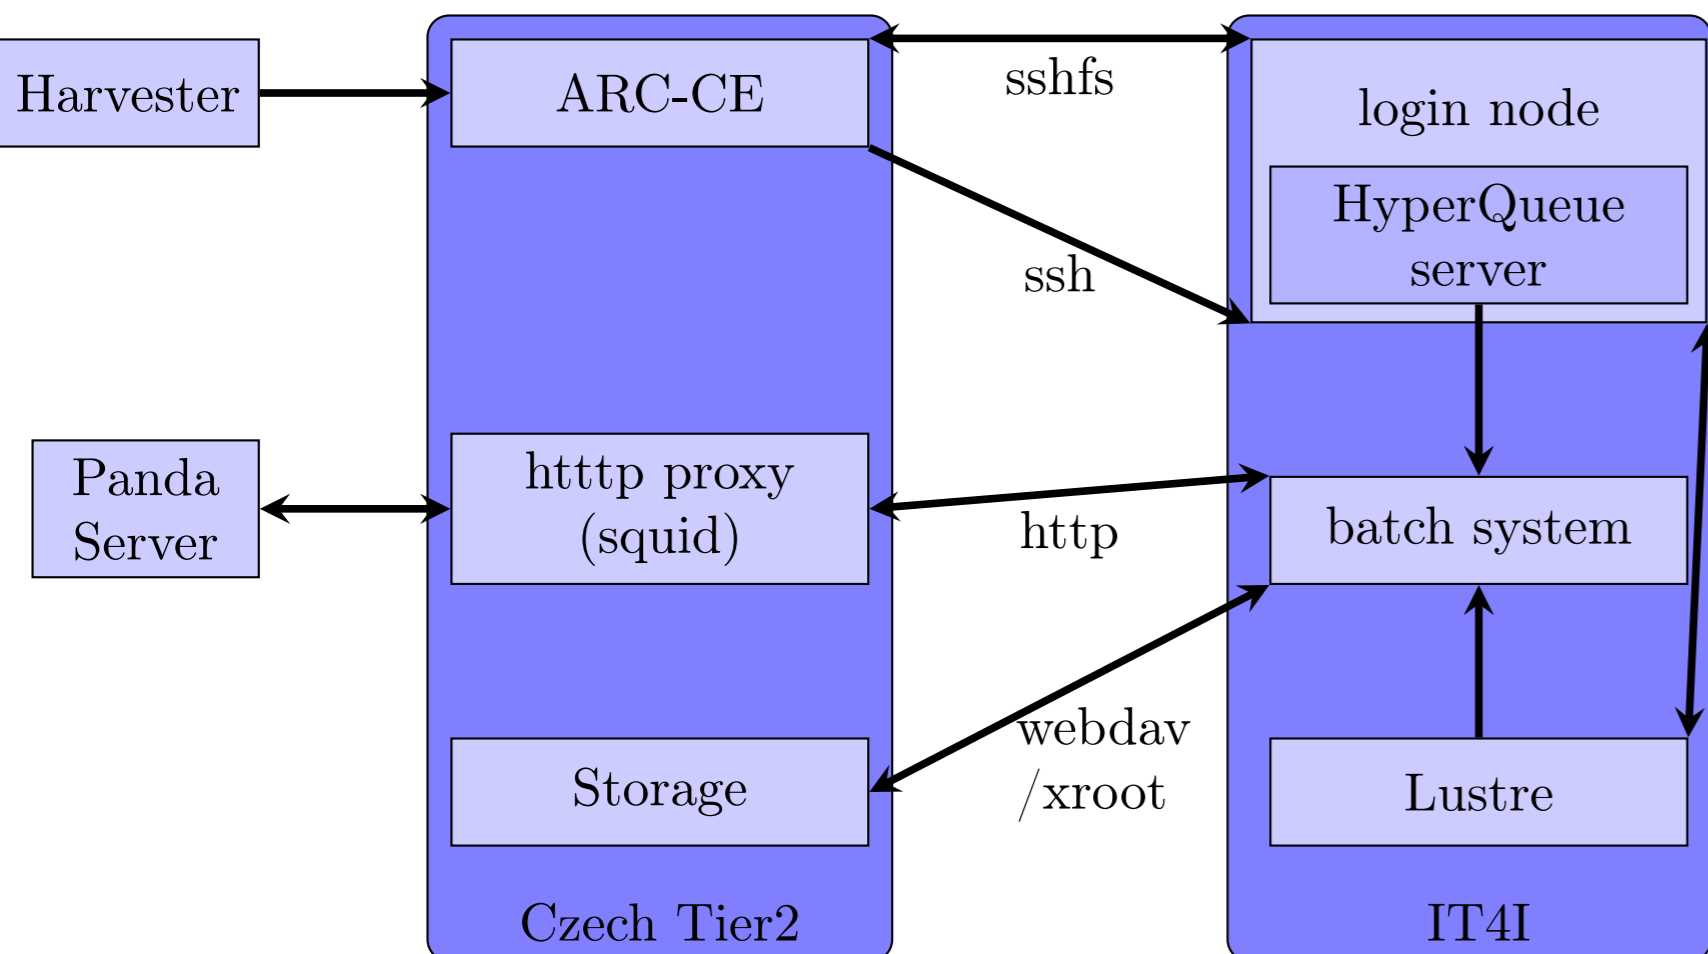 Harvester
ARC-CE
sshfs
login node
HyperQueue
server
ssh
Panda
Server
htttp proxy
(squid)
http
batch system
Storage
webdav
/xroot
Lustre
Czech Tier2
IT4I